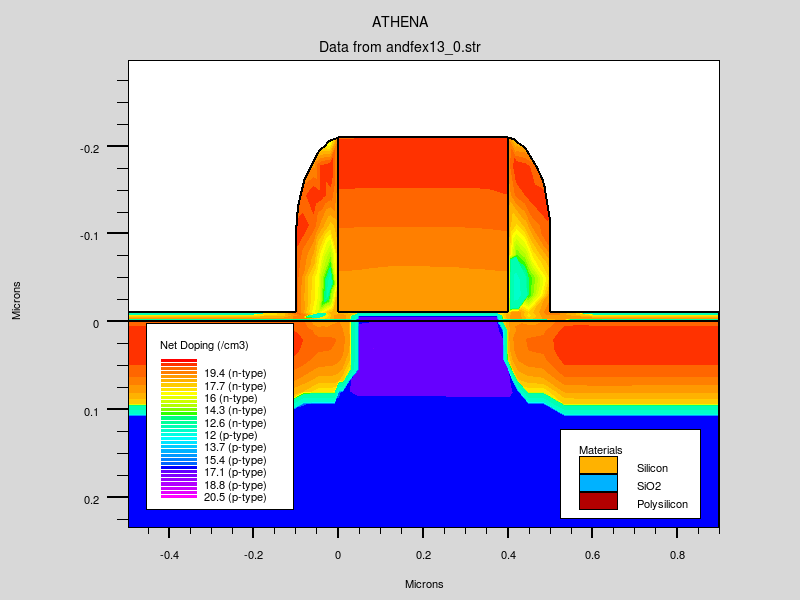 ATHENA
Data from andfex13_0.str
-0.2
-0.1
0
0.1
0.2
Microns
Net Doping (/cm3)
19.4 (n-type)
17.7 (n-type)
16 (n-type)
14.3 (n-type)
12.6 (n-type)
12 (p-type)
13.7 (p-type)
15.4 (p-type)
17.1 (p-type)
18.8 (p-type)
20.5 (p-type)
Materials
Silicon
SiO2
Polysilicon
-0.4
-0.2
0
0.2
0.4
0.6
0.8
Microns